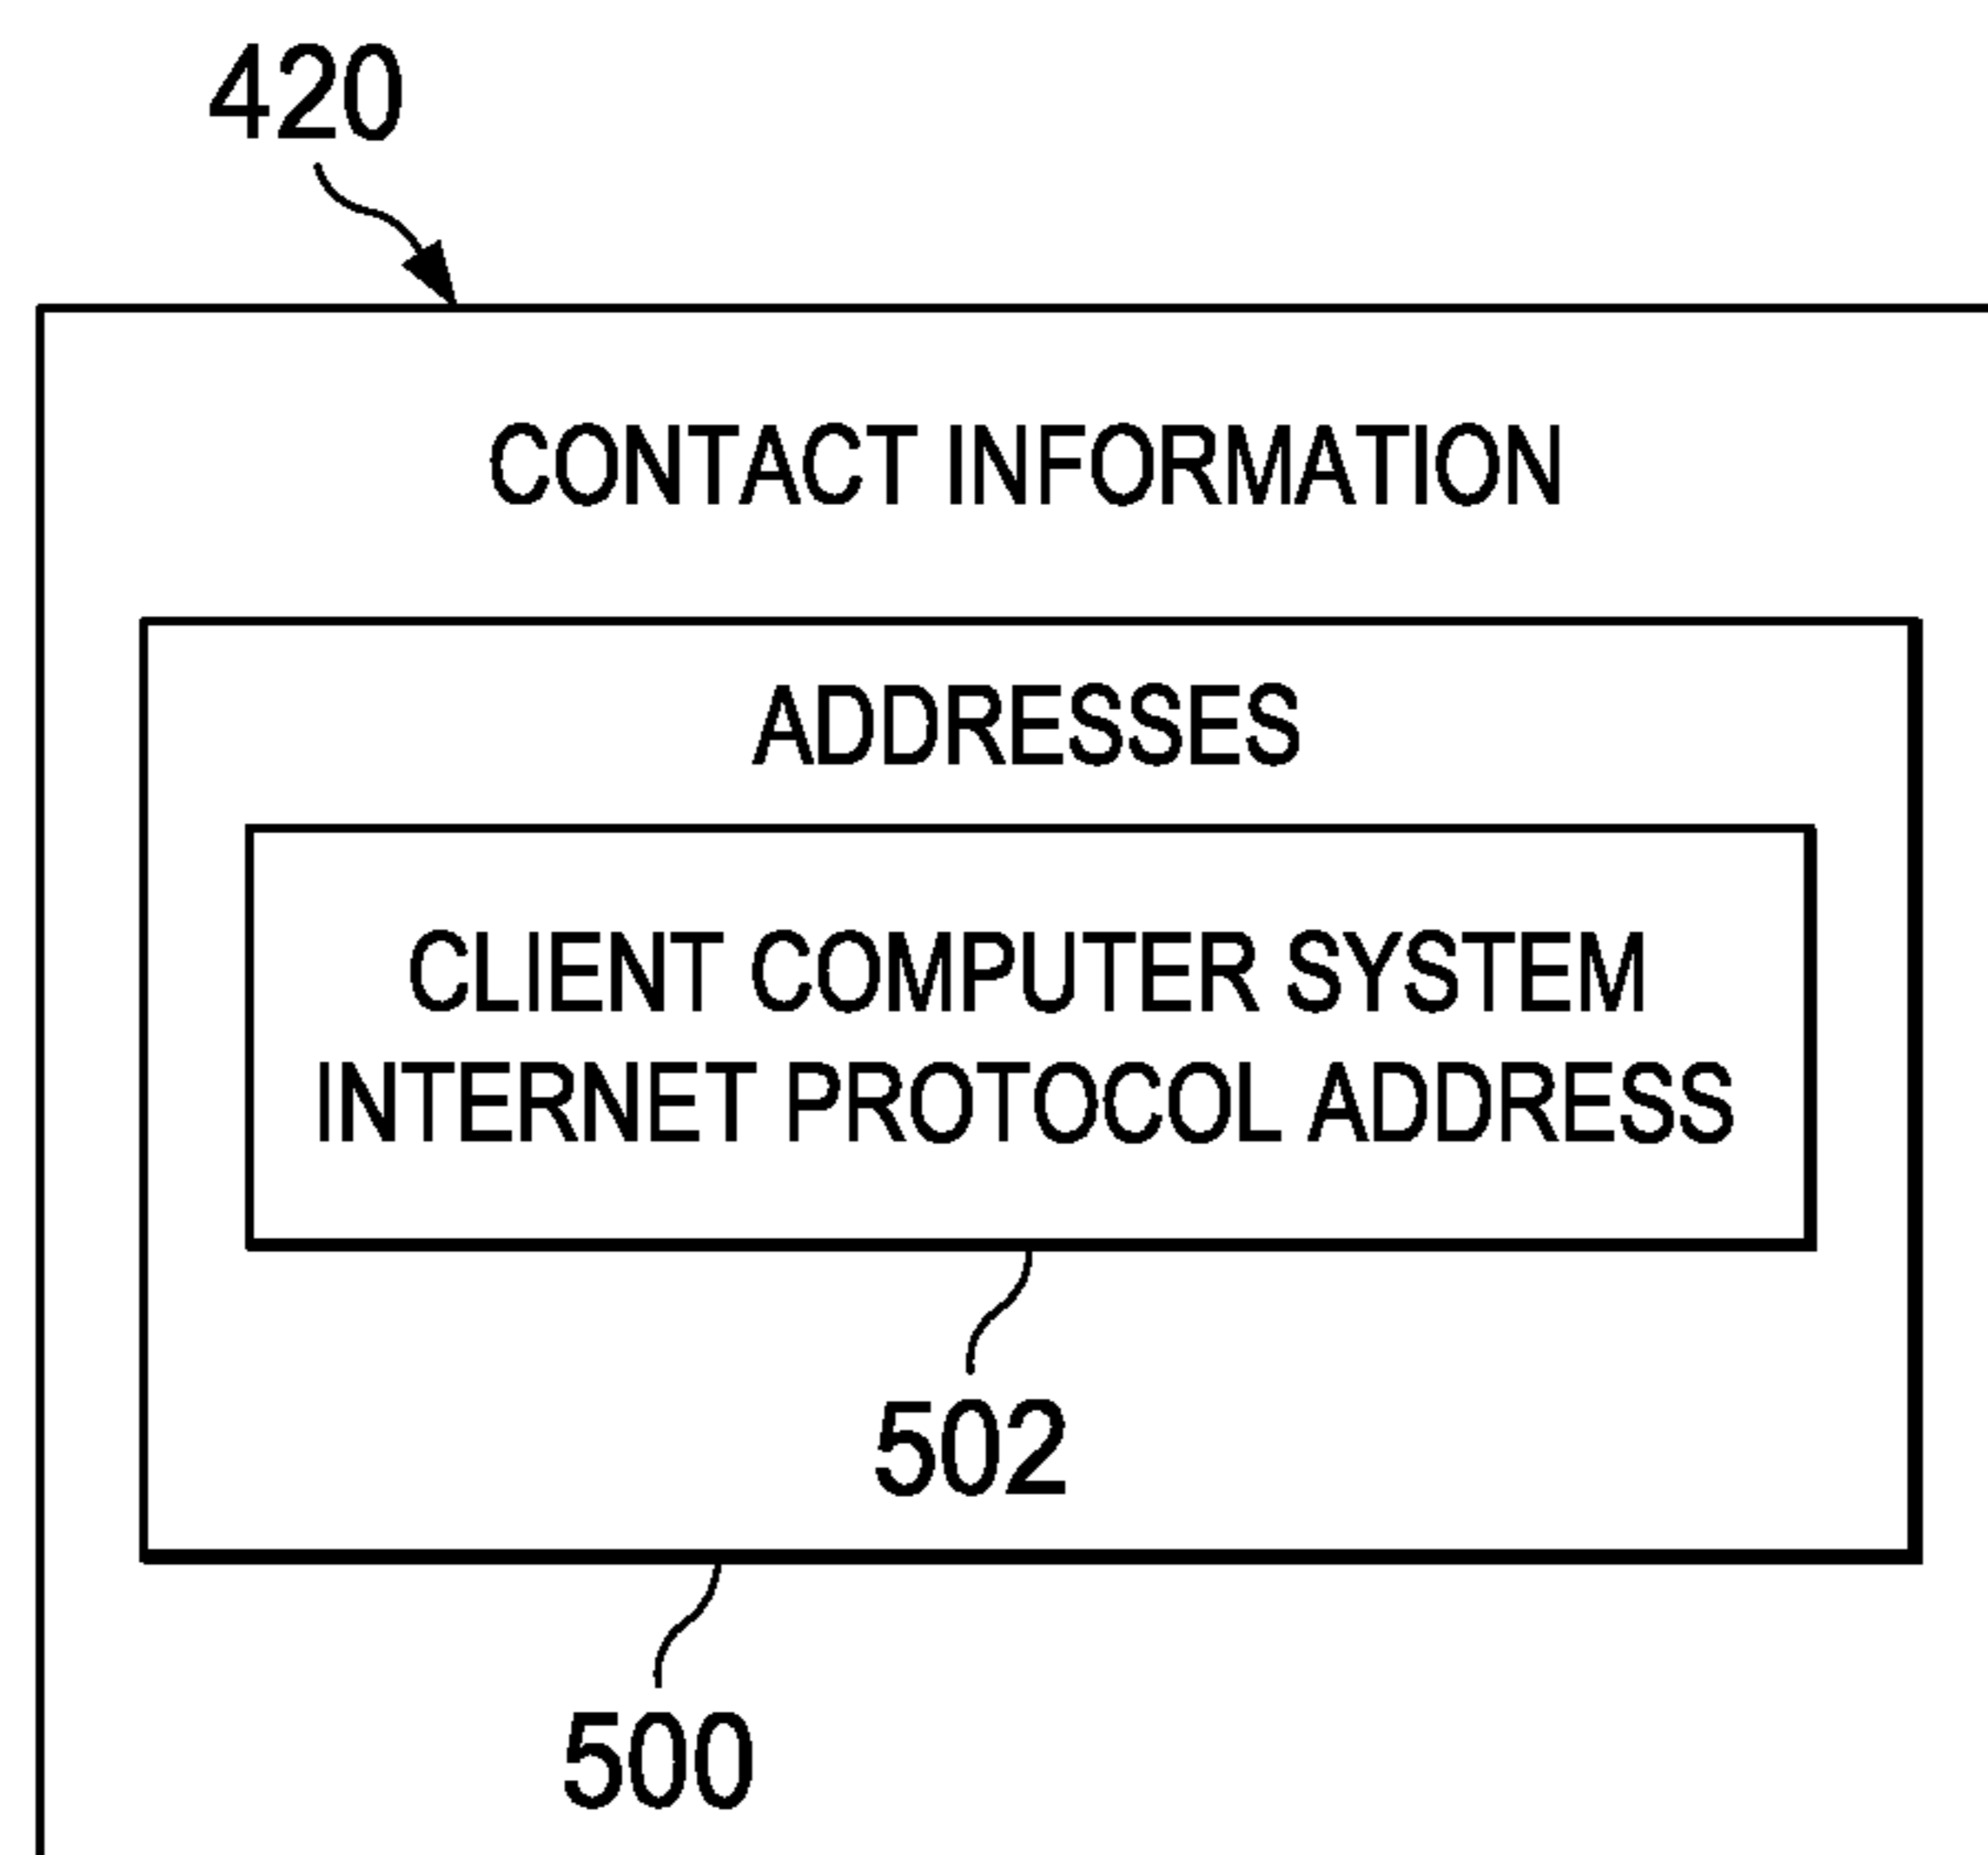 420
CONTACT INFORMATION
ADDRESSES
CLIENT COMPUTER SYSTEM
INTERNET PROTOCOL ADDRESS
502
500